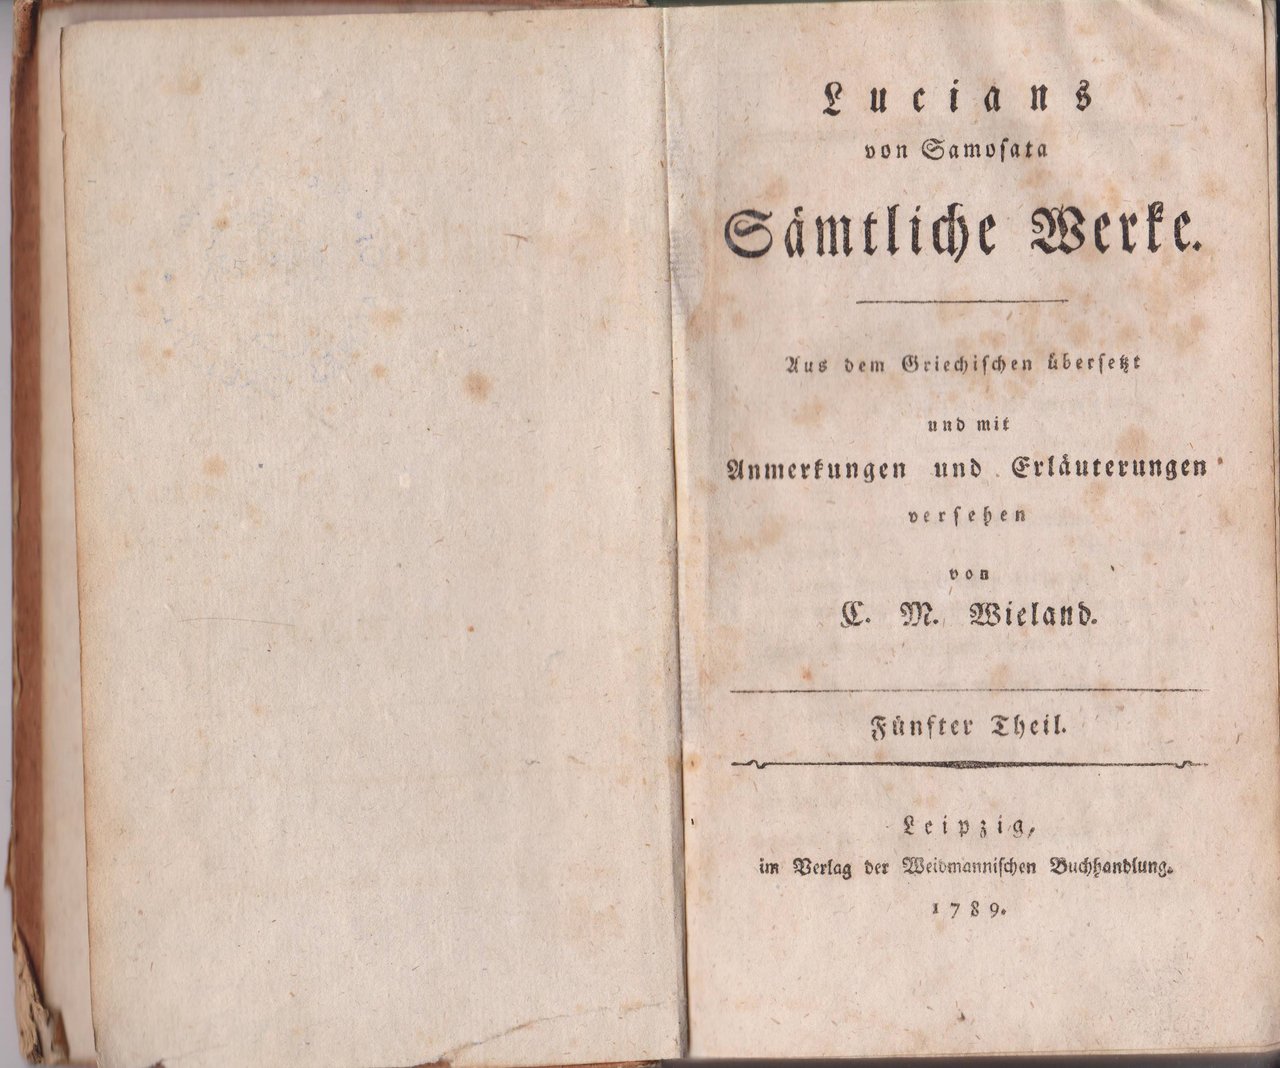 Lucians
von Samoſata
Sämtliche Werke.
Aus dem Griechiſchen überſetzt
und mit
Anmerkungen und Erläuterungen
verſehen
von
C. M. Wieland.
Fünfter Theil.
Leipzig,
im Verlag der Weidmanniſchen Buchhandlung.
1789.